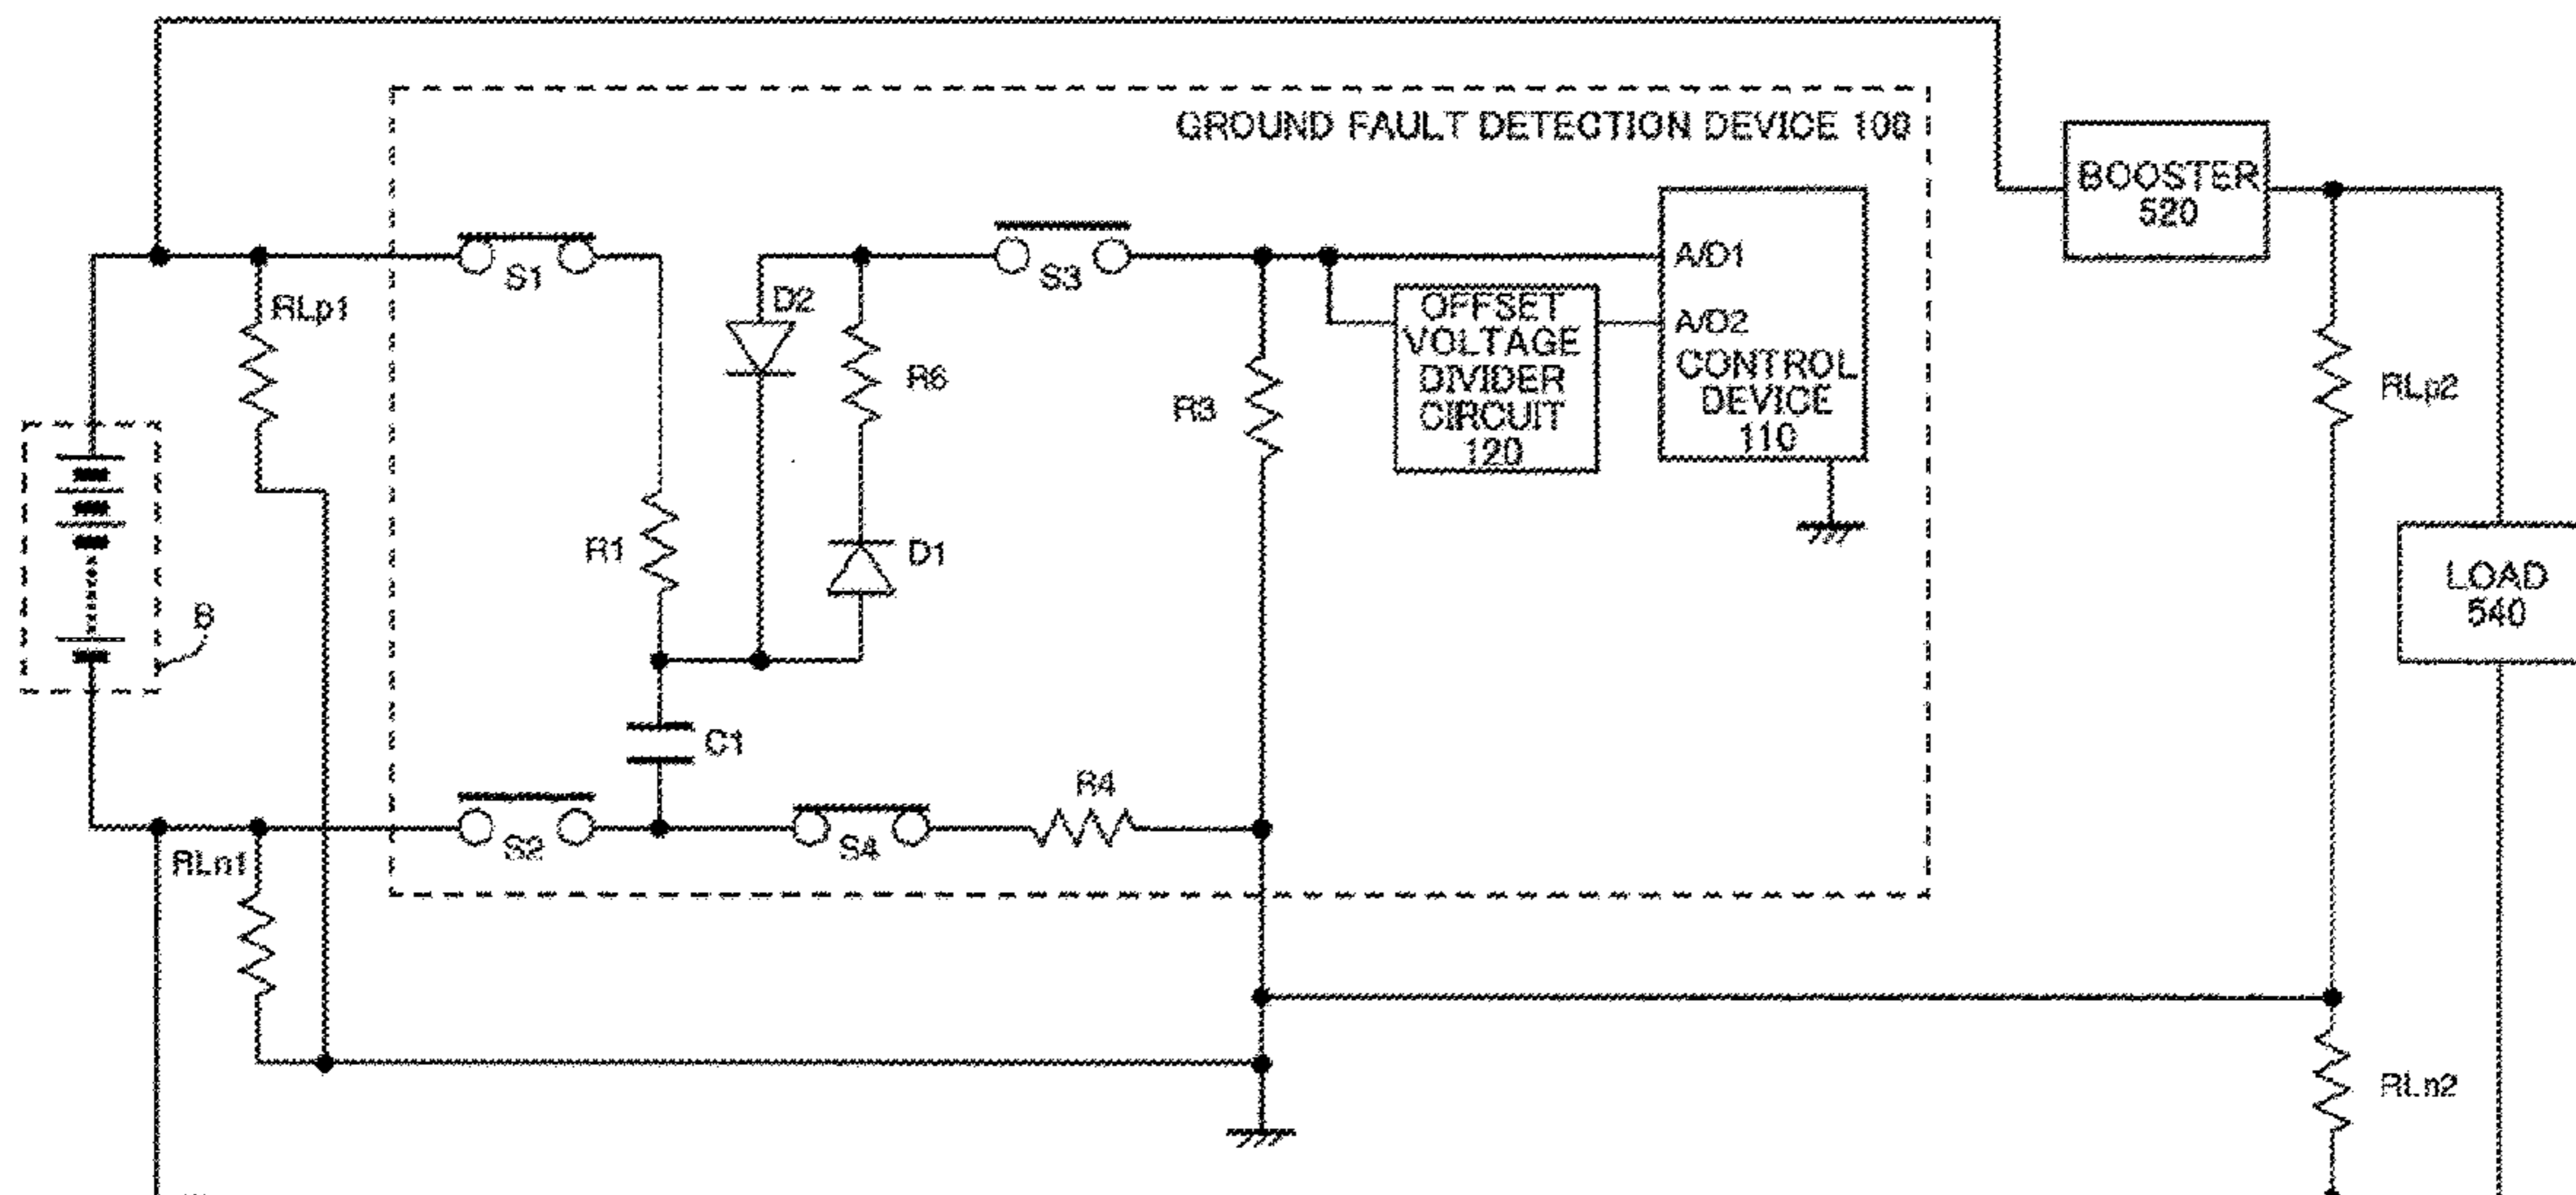 GROUND FAULT DETECTION DEVICE 100
BOOSTER
520
S1
S3
A/D1
RLp1
D2
OFFSET
VOLTAGE
DIVIDER
CIRCUIT
120
A/D2
CONTROL
DEVICE
110
R6
R3
RLp2
R1
D1
LOAD
540
B
C1
R4
S2
S4
RLn1
RLn2